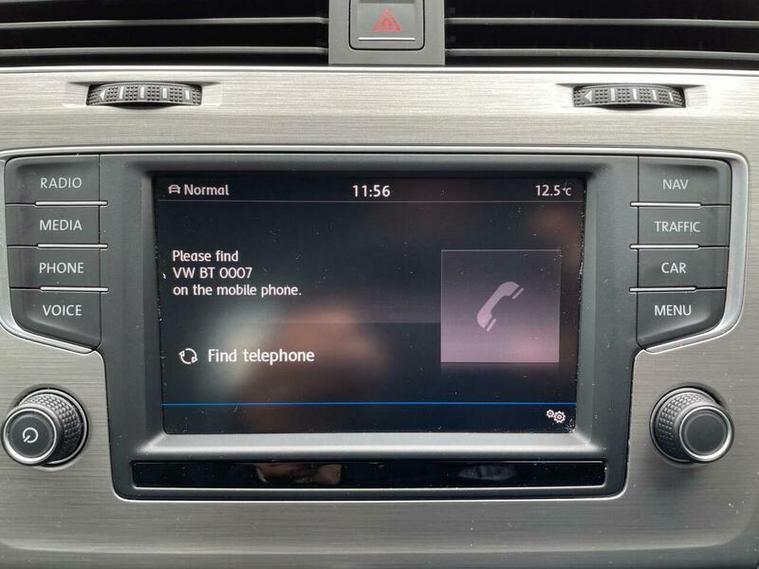 Normal 11:56 12.5°C
RADIO
MEDIA
PHONE
VOICE
Please find
VW BT 0007
on the mobile phone.
Find telephone
NAV
TRAFFIC
CAR
MENU